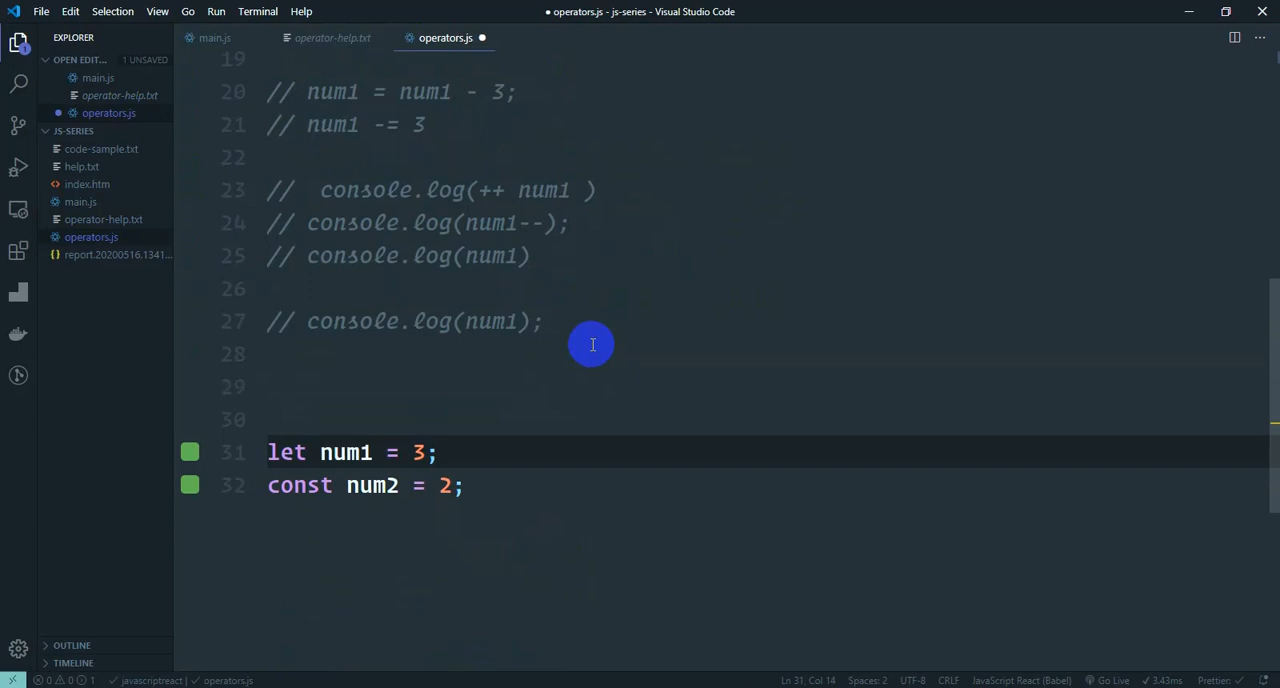 File Edit Selection View Go Run Terminal Help
● operators.js - js-series - Visual Studio Code
EXPLORER
main.js
operator-help.txt
operators.js
OPEN EDIT... 1 UNSAVED
main.js
operator-help.txt
operators.js
JS-SERIES
code-sample.txt
help.txt
index.htm
main.js
operator-help.txt
operators.js
report.20200516.1341...
OUTLINE
TIMELINE
19
20 // num1 = num1 - 3;
21 // num1 -= 3
22
23 //  console.log(++ num1 )
24 // console.log(num1--);
25 // console.log(num1)
26
27 // console.log(num1);
28
29
30
31 let num1 = 3;
32 const num2 = 2;
0 0 1 javascriptreact | operators.js
Ln 31, Col 14 Spaces: 2 UTF-8 CRLF JavaScript React (Babel) Go Live 3.43ms Prettier: ✓